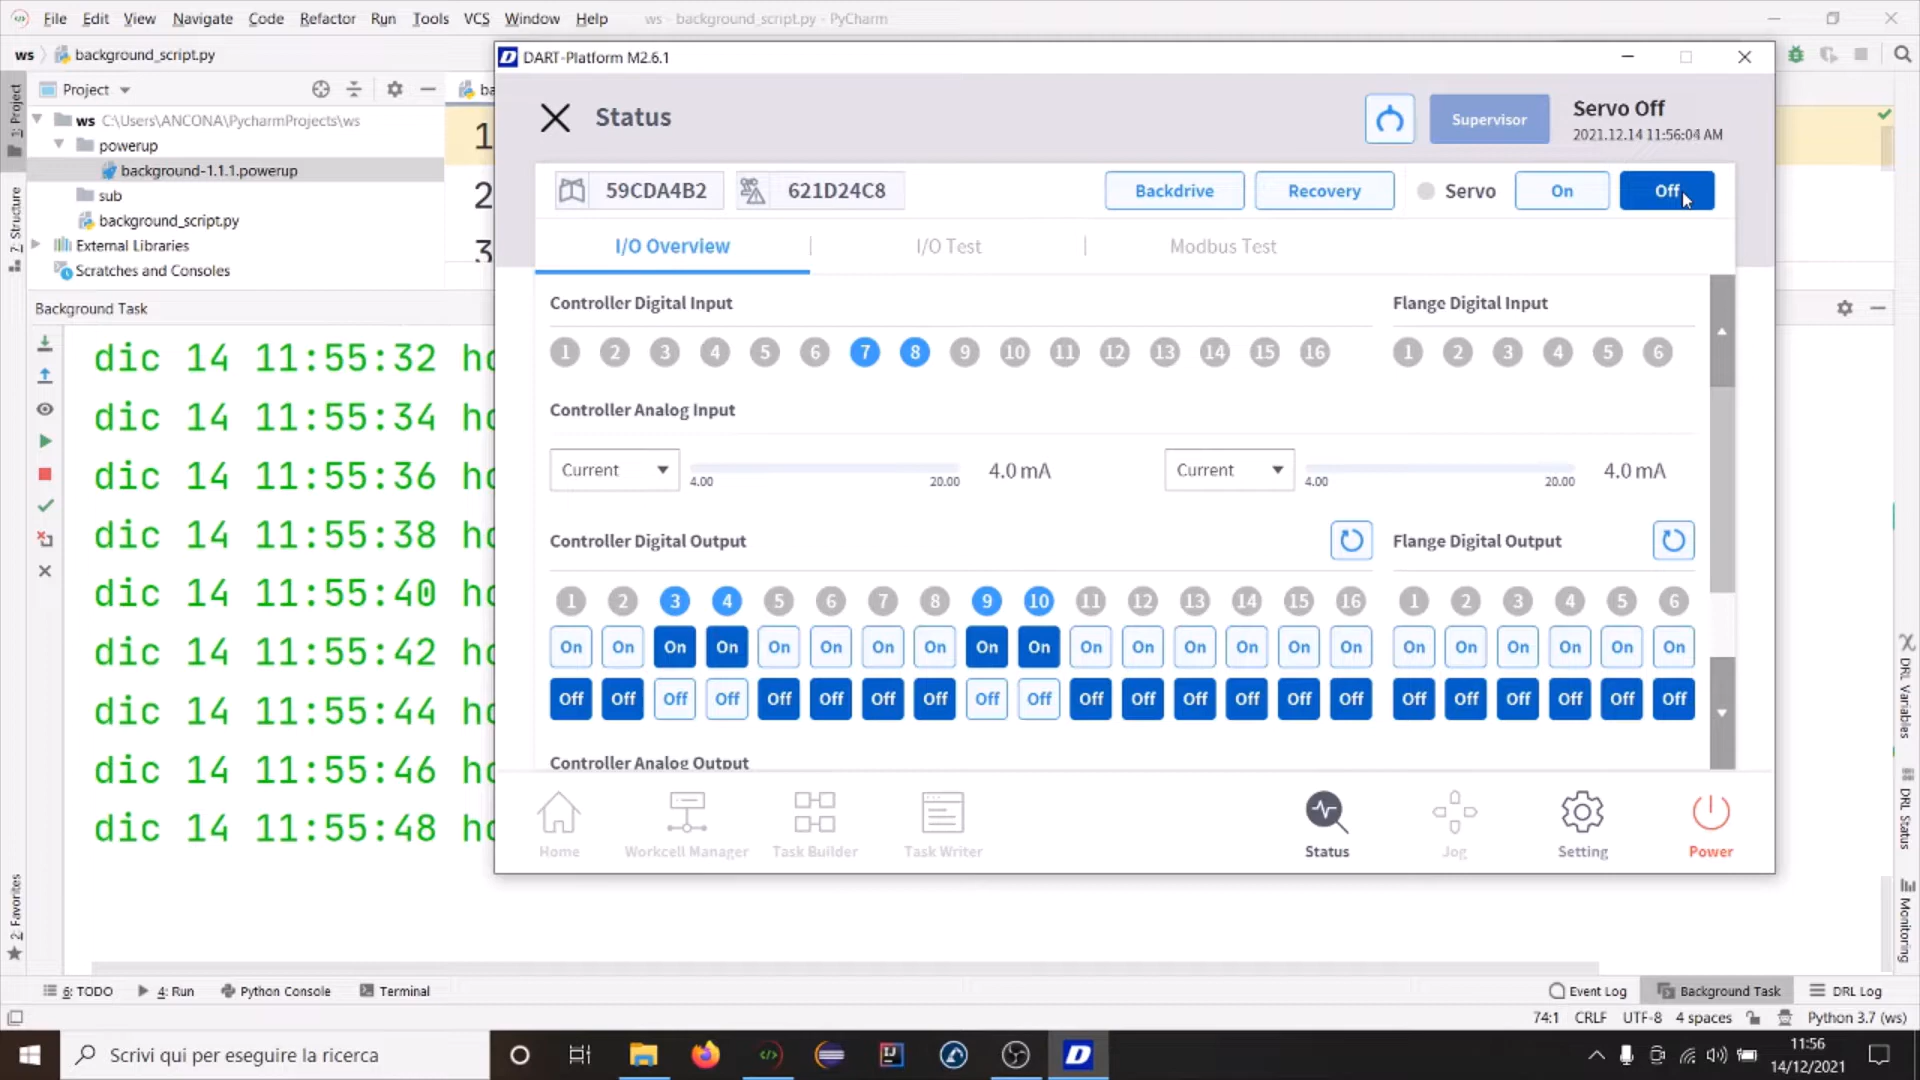 File Edit View Navigate Code Refactor Run Tools VCS Window Help ws - background_script.py - PyCharm
ws background_script.py
DART-Platform M2.6.1
Project
Status
Supervisor
Servo Off
2021.12.14 11:56:04 AM
ws C:\Users\ANCONA\PycharmProjects\ws
powerup
background-1.1.1.powerup
sub
background_script.py
External Libraries
Scratches and Consoles
1
2
3
59CDA4B2 621D24C8 Backdrive Recovery Servo On Off
I/O Overview I/O Test Modbus Test
Controller Digital Input Flange Digital Input
1 2 3 4 5 6 7 8 9 10 11 12 13 14 15 16 1 2 3 4 5 6
Controller Analog Input
Current 4.00 20.00 4.0 mA Current 4.00 20.00 4.0 mA
Controller Digital Output Flange Digital Output
1 2 3 4 5 6 7 8 9 10 11 12 13 14 15 16 1 2 3 4 5 6
On On On On On On On On On On On On On On On On On On On On On On
Off Off Off Off Off Off Off Off Off Off Off Off Off Off Off Off Off Off Off Off Off Off
Controller Analog Output
Home Workcell Manager Task Builder Task Writer Status Jog Setting Power
Background Task
dic 14 11:55:32
dic 14 11:55:34
dic 14 11:55:36
dic 14 11:55:38
dic 14 11:55:40
dic 14 11:55:42
dic 14 11:55:44
dic 14 11:55:46
dic 14 11:55:48
1: Project
7: Structure
2: Favorites
DRL Variables
DRL Status
Monitoring
6: TODO 4: Run Python Console Terminal Event Log Background Task DRL Log
74:1 CRLF UTF-8 4 spaces Python 3.7 (ws)
Scrivi qui per eseguire la ricerca
11:56
14/12/2021